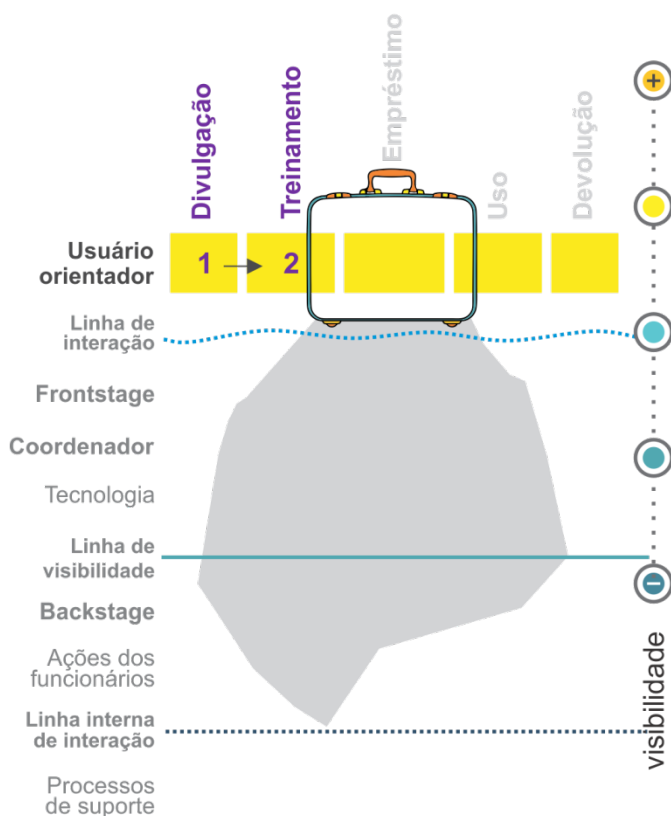 Divulgação
Treinamento
Empréstimo
Uso
Devolução
+
Usuário
orientador
1
2
Linha de
interação
Frontstage
Coordenador
Tecnologia
Linha de
visibilidade
Backstage
Ações dos
funcionários
Linha interna
de interação
Processos
de suporte
–
visibilidade